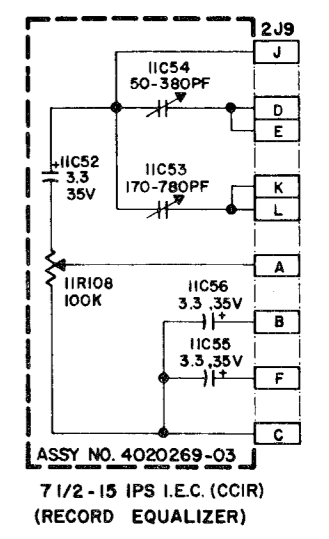 2J9
J
11C54
50-380PF
D
E
+11C52
3.3
35V
11C53
170-780PF
K
L
11R108
100K
A
11C56
3.3 ,35V
+
B
11C55
3.3,35V
+
F
C
ASSY NO. 4020269-03
7 1/2 - 15 IPS I.E.C. (CCIR)
(RECORD EQUALIZER)